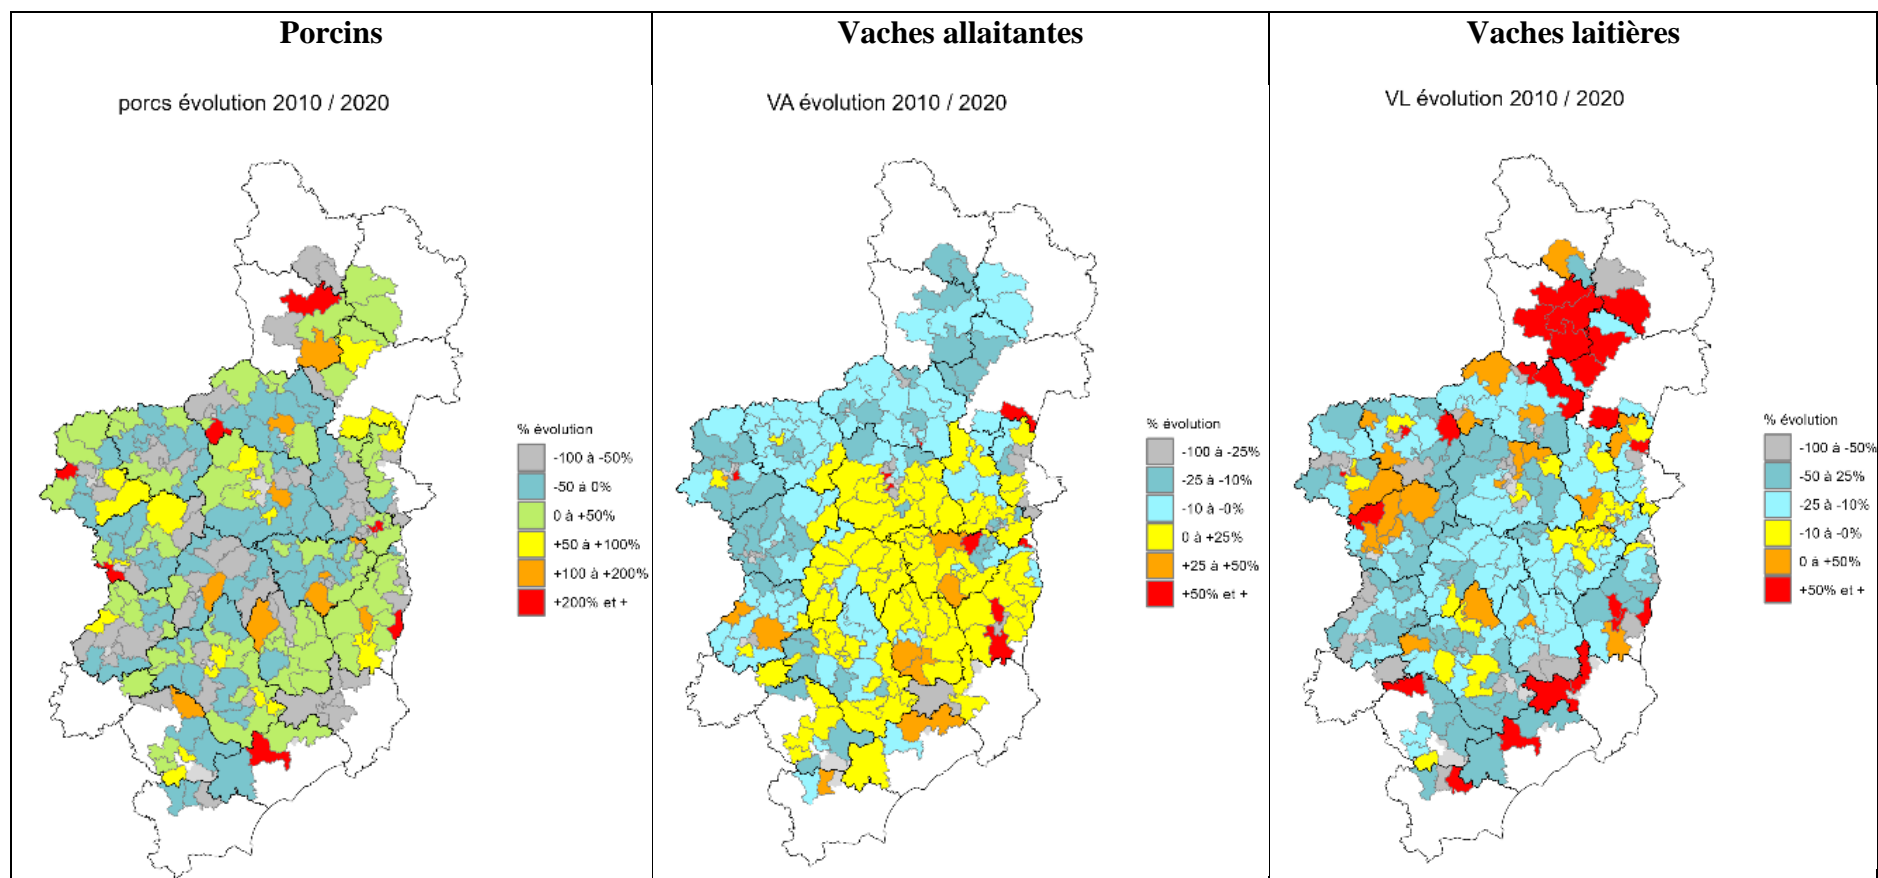 Porcins
porcs évolution 2010 / 2020
% évolution
-100 à -50%
-50 à 0%
0 à +50%
+50 à +100%
+100 à +200%
+200% et +
Vaches allaitantes
VA évolution 2010 / 2020
% évolution
-100 à -25%
-25 à -10%
-10 à -0%
0 à +25%
+25 à +50%
+50% et +
Vaches laitières
VL évolution 2010 / 2020
% évolution
-100 à -50%
-50 à 25%
-25 à -10%
-10 à -0%
0 à +50%
+50% et +